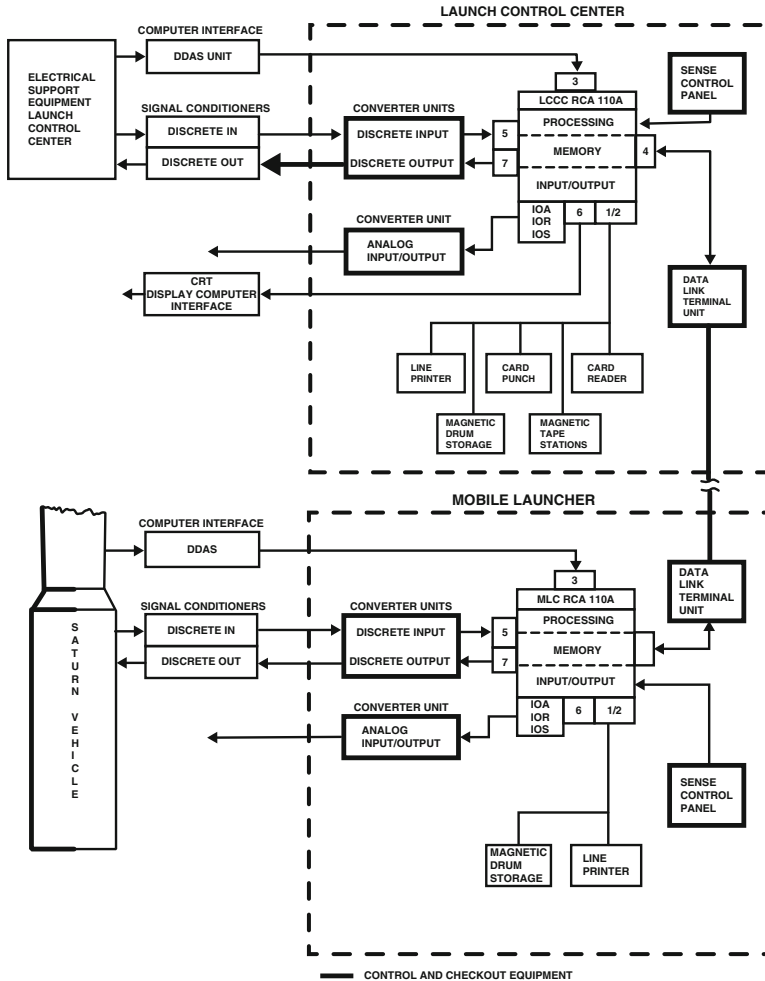 LAUNCH CONTROL CENTER
COMPUTER INTERFACE
DDAS UNIT
ELECTRICAL
SUPPORT
EQUIPMENT
LAUNCH
CONTROL
CENTER
SIGNAL CONDITIONERS
DISCRETE IN
DISCRETE OUT
CONVERTER UNITS
DISCRETE INPUT
DISCRETE OUTPUT
3
LCCC RCA 110A
PROCESSING
MEMORY
INPUT/OUTPUT
5
7
4
IOA
IOR
IOS
6
1/2
SENSE
CONTROL
PANEL
CONVERTER UNIT
ANALOG
INPUT/OUTPUT
CRT
DISPLAY COMPUTER
INTERFACE
DATA
LINK
TERMINAL
UNIT
LINE
PRINTER
CARD
PUNCH
CARD
READER
MAGNETIC
DRUM
STORAGE
MAGNETIC
TAPE
STATIONS
MOBILE LAUNCHER
COMPUTER INTERFACE
DDAS
SATURN VEHICLE
SIGNAL CONDITIONERS
DISCRETE IN
DISCRETE OUT
CONVERTER UNITS
DISCRETE INPUT
DISCRETE OUTPUT
3
MLC RCA 110A
PROCESSING
MEMORY
INPUT/OUTPUT
5
7
IOA
IOR
IOS
6
1/2
DATA
LINK
TERMINAL
UNIT
CONVERTER UNIT
ANALOG
INPUT/OUTPUT
SENSE
CONTROL
PANEL
MAGNETIC
DRUM
STORAGE
LINE
PRINTER
CONTROL AND CHECKOUT EQUIPMENT